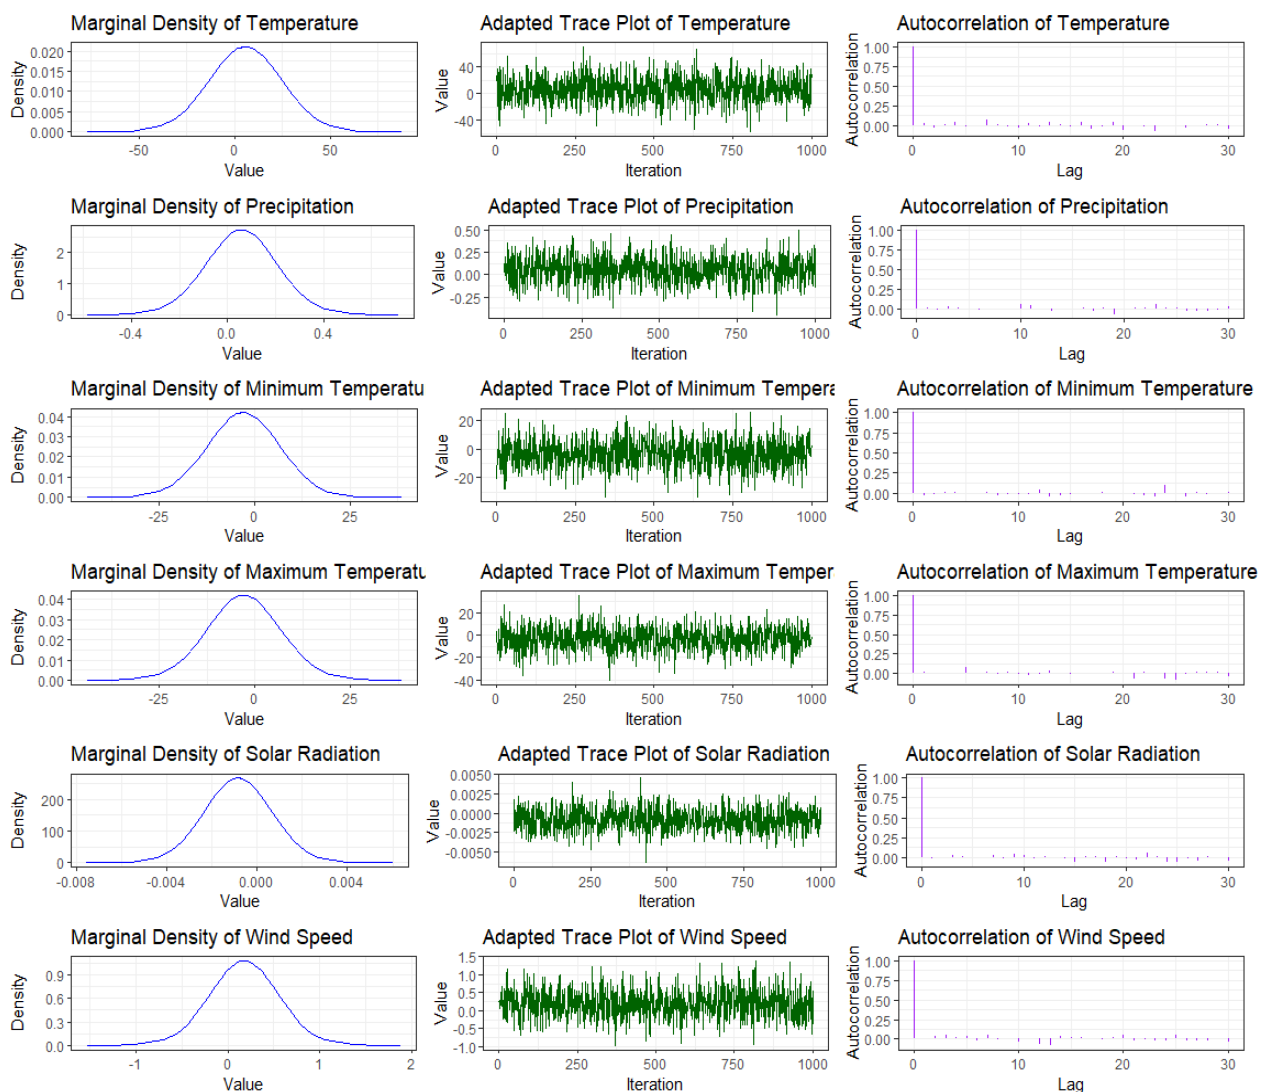 Marginal Density of Temperature
Density
0.020
0.015
0.010
0.005
0.000
-50 0 50
Value
Adapted Trace Plot of Temperature
Value
40
0
-40
0 250 500 750 1000
Iteration
Autocorrelation of Temperature
Autocorrelation
1.00
0.75
0.50
0.25
0.00
0 10 20 30
Lag
Marginal Density of Precipitation
Density
2
1
0
-0.4 0.0 0.4
Value
Adapted Trace Plot of Precipitation
Value
0.50
0.25
0.00
-0.25
0 250 500 750 1000
Iteration
Autocorrelation of Precipitation
Autocorrelation
1.00
0.75
0.50
0.25
0.00
0 10 20 30
Lag
Marginal Density of Minimum Temperatu
Density
0.04
0.03
0.02
0.01
0.00
-25 0 25
Value
Adapted Trace Plot of Minimum Tempera
Value
20
0
-20
0 250 500 750 1000
Iteration
Autocorrelation of Minimum Temperature
Autocorrelation
1.00
0.75
0.50
0.25
0.00
0 10 20 30
Lag
Marginal Density of Maximum Temperatu
Density
0.04
0.03
0.02
0.01
0.00
-25 0 25
Value
Adapted Trace Plot of Maximum Temper
Value
20
0
-20
-40
0 250 500 750 1000
Iteration
Autocorrelation of Maximum Temperature
Autocorrelation
1.00
0.75
0.50
0.25
0.00
0 10 20 30
Lag
Marginal Density of Solar Radiation
Density
200
100
0
-0.008 -0.004 0.000 0.004
Value
Adapted Trace Plot of Solar Radiation
Value
0.0050
0.0025
0.0000
-0.0025
-0.0050
0 250 500 750 1000
Iteration
Autocorrelation of Solar Radiation
Autocorrelation
1.00
0.75
0.50
0.25
0.00
0 10 20 30
Lag
Marginal Density of Wind Speed
Density
0.9
0.6
0.3
0.0
-1 0 1 2
Value
Adapted Trace Plot of Wind Speed
Value
1.5
1.0
0.5
0.0
-0.5
-1.0
0 250 500 750 1000
Iteration
Autocorrelation of Wind Speed
Autocorrelation
1.00
0.75
0.50
0.25
0.00
0 10 20 30
Lag